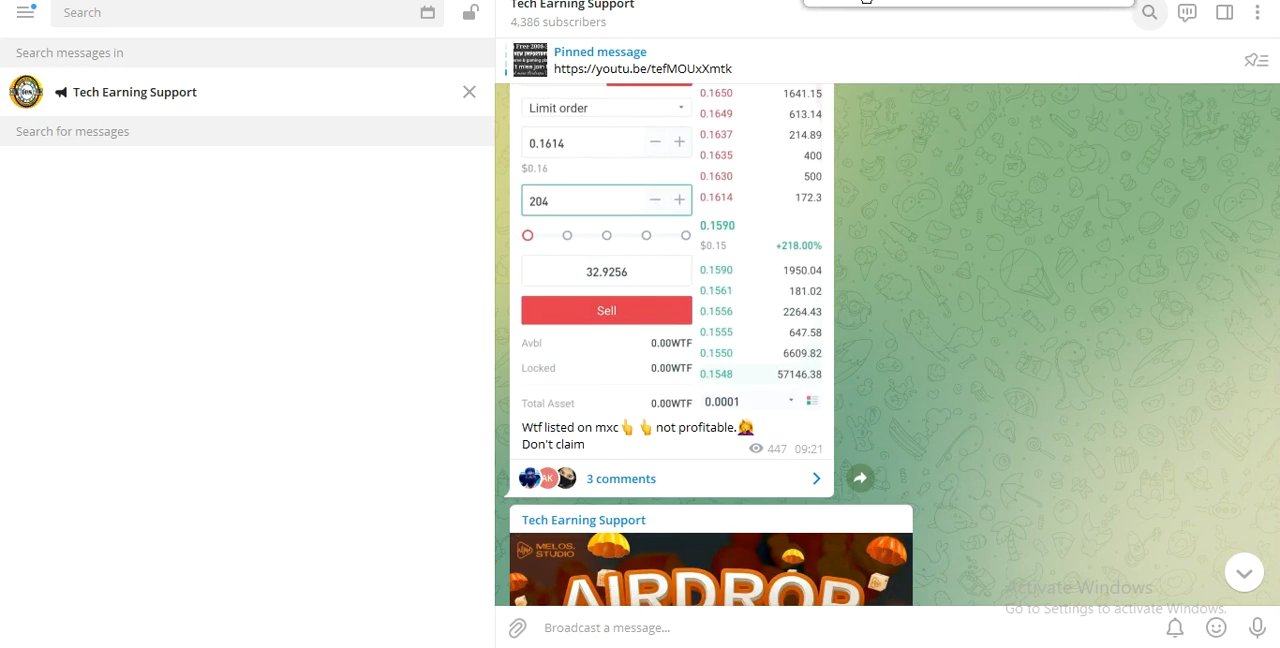 Search
Search messages in
Tech Earning Support
Search for messages
Tech Earning Support
4,386 subscribers
Pinned message
https://youtu.be/tefMOUxXmtk
Limit order
0.1614
$0.16
204
32.9256
Sell
Avbl 0.00WTF
Locked 0.00WTF
Total Asset 0.00WTF
0.1650 1641.15
0.1649 613.14
0.1637 214.89
0.1635 400
0.1630 500
0.1614 172.3
0.1590
$0.15 +218.00%
0.1590 1950.04
0.1561 181.02
0.1556 2264.43
0.1555 647.58
0.1550 6609.82
0.1548 57146.38
0.0001
Wtf listed on mxc👆👆not profitable.🤦‍♀️
Don't claim
447 09:21
AK
3 comments
Tech Earning Support
MELOS.
STUDIO
AIRDROP
Activate Windows
Go to Settings to activate Windows.
Broadcast a message...